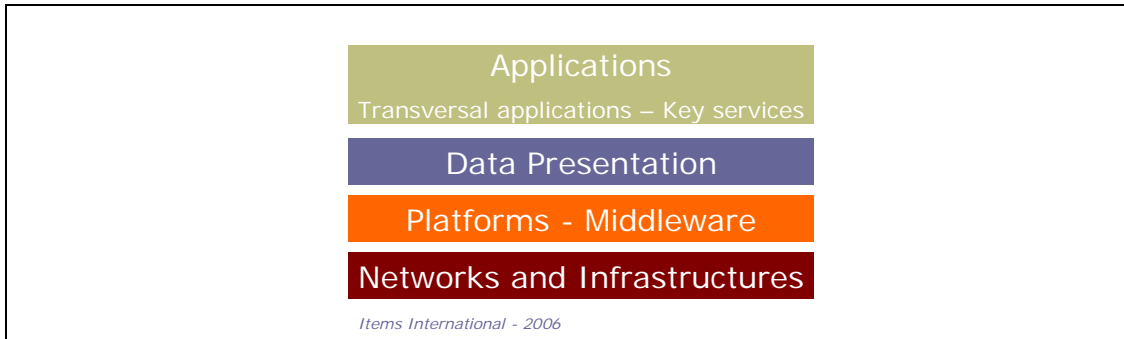 Applications
Transversal applications – Key services
Data Presentation
Platforms - Middleware
Networks and Infrastructures
Items International - 2006